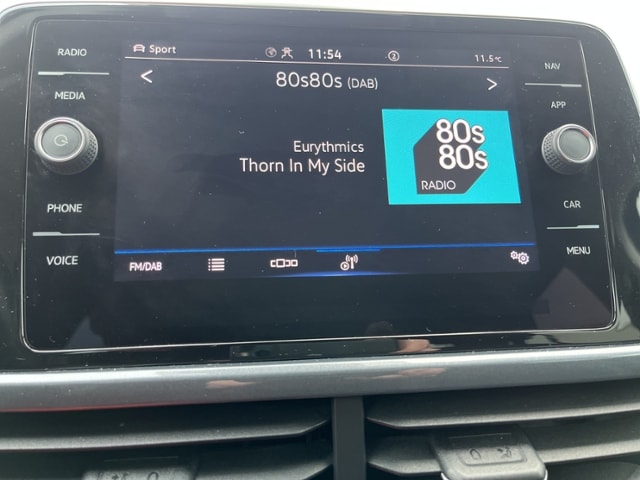 RADIO
MEDIA
PHONE
VOICE
Sport
11:54
2
11.5°C
80s80s (DAB)
Eurythmics
Thorn In My Side
80s
80s
RADIO
FM/DAB
NAV
APP
CAR
MENU